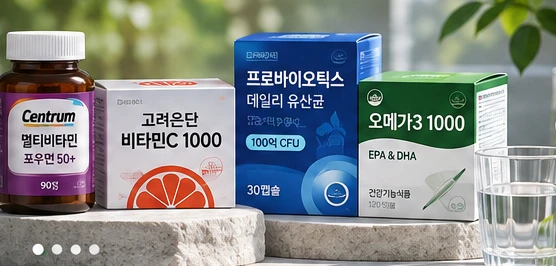 Centrum
멀티비타민
포우먼 50+
90정
고려은단
비타민C 1000
프로바이오틱스
데일리 유산균
100억 CFU
30캡슐
오메가3 1000
EPA & DHA
건강기능식품